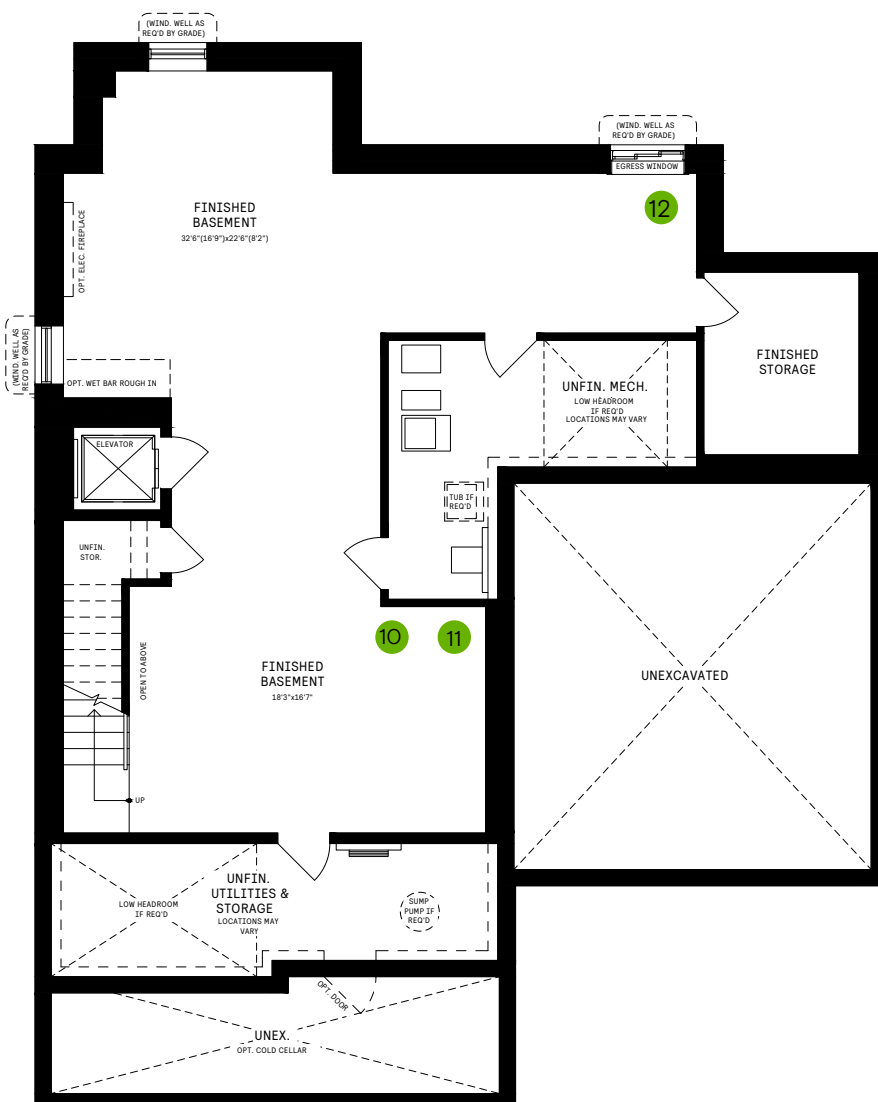 (WIND. WELL AS
REQ'D BY GRADE)
(WIND. WELL AS
REQ'D BY GRADE)
EGRESS WINDOW
12
FINISHED
BASEMENT
32'6"(16'9")x22'6"(8'2")
OPT. ELEC. FIREPLACE
(WIND. WELL AS
REQ'D BY GRADE)
OPT. WET BAR ROUGH IN
FINISHED
STORAGE
UNFIN. MECH.
LOW HEADROOM
IF REQ'D
LOCATIONS MAY VARY
ELEVATOR
TUB IF
REQ'D
UNFIN.
STOR.
10
11
OPEN TO ABOVE
FINISHED
BASEMENT
18'3"x16'7"
UNEXCAVATED
UP
UNFIN.
UTILITIES &
STORAGE
LOCATIONS MAY
VARY
LOW HEADROOM
IF REQ'D
SUMP
PUMP IF
REQ'D
OPT. DOOR
UNEX.
OPT. COLD CELLAR